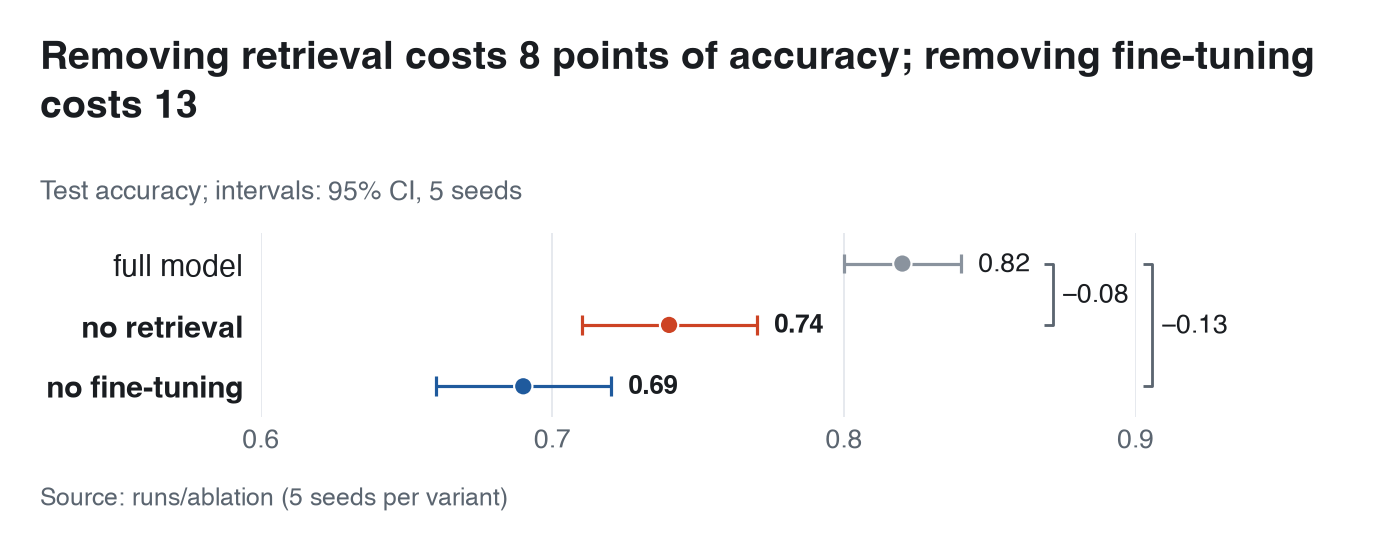 Removing retrieval costs 8 points of accuracy; removing fine-tuning
costs 13
Test accuracy; intervals: 95% CI, 5 seeds
full model
0.82
−0.08
no retrieval
0.74
−0.13
no fine-tuning
0.69
0.6
0.7
0.8
0.9
Source: runs/ablation (5 seeds per variant)